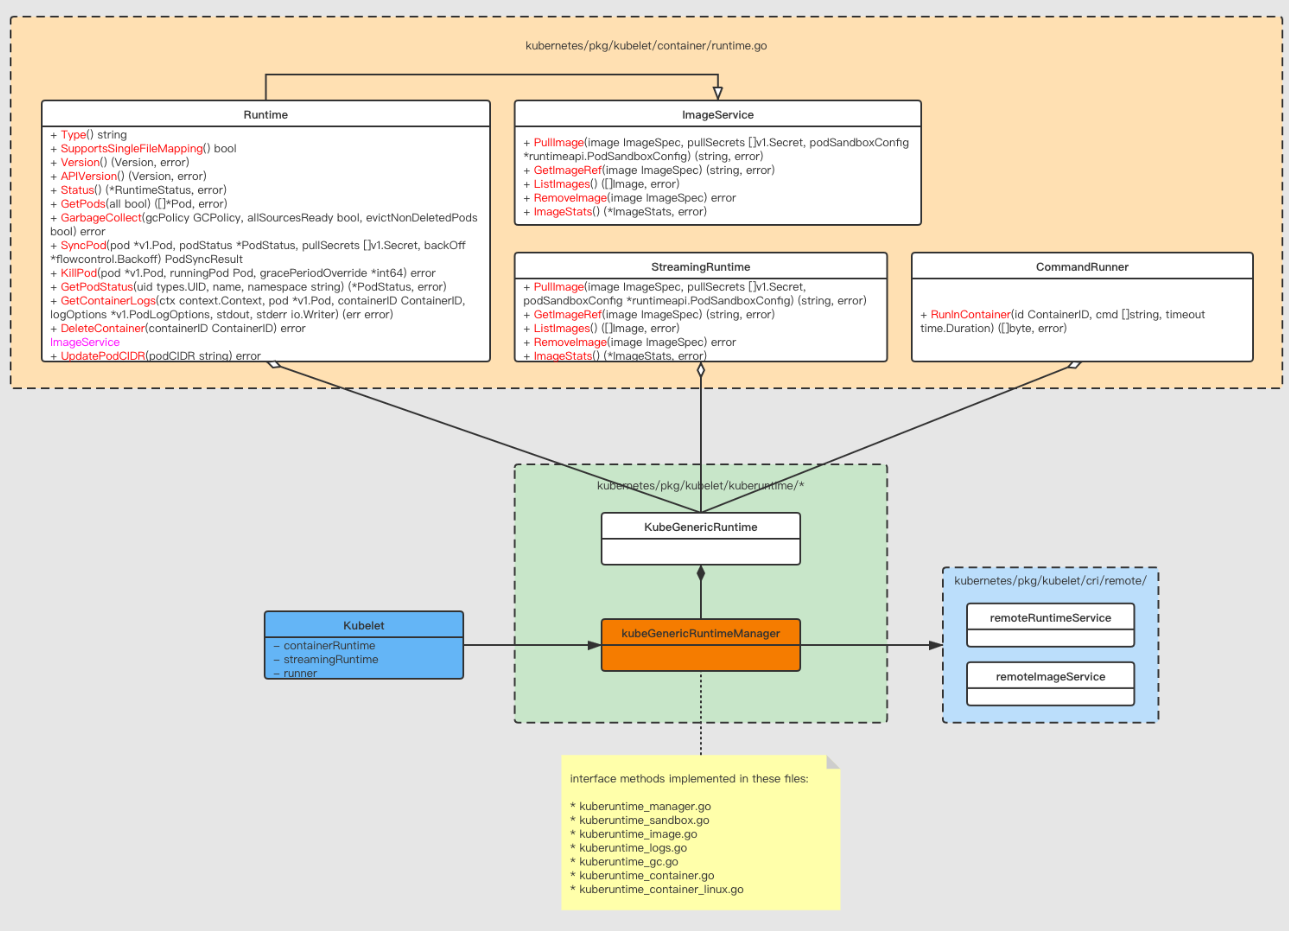 kubernetes/pkg/kubelet/container/runtime.go
Runtime
+ Type() string
+ SupportsSingleFileMapping() bool
+ Version() (Version, error)
+ APIVersion() (Version, error)
+ Status() (*RuntimeStatus, error)
+ GetPods(all bool) ([]*Pod, error)
+ GarbageCollect(gcPolicy GCPolicy, allSourcesReady bool, evictNonDeletedPods
bool) error
+ SyncPod(pod *v1.Pod, podStatus *PodStatus, pullSecrets []v1.Secret, backOff
*flowcontrol.Backoff) PodSyncResult
+ KillPod(pod *v1.Pod, runningPod Pod, gracePeriodOverride *int64) error
+ GetPodStatus(uid types.UID, name, namespace string) (*PodStatus, error)
+ GetContainerLogs(ctx context.Context, pod *v1.Pod, containerID ContainerID,
logOptions *v1.PodLogOptions, stdout, stderr io.Writer) (err error)
+ DeleteContainer(containerID ContainerID) error
ImageService
+ UpdatePodCIDR(podCIDR string) error
ImageService
+ PullImage(image ImageSpec, pullSecrets []v1.Secret, podSandboxConfig
*runtimeapi.PodSandboxConfig) (string, error)
+ GetImageRef(image ImageSpec) (string, error)
+ ListImages() ([]Image, error)
+ RemoveImage(image ImageSpec) error
+ ImageStats() (*ImageStats, error)
StreamingRuntime
+ PullImage(image ImageSpec, pullSecrets []v1.Secret,
podSandboxConfig *runtimeapi.PodSandboxConfig) (string, error)
+ GetImageRef(image ImageSpec) (string, error)
+ ListImages() ([]Image, error)
+ RemoveImage(image ImageSpec) error
+ ImageStats() (*ImageStats, error)
CommandRunner
+ RunInContainer(id ContainerID, cmd []string, timeout
time.Duration) ([]byte, error)
kubernetes/pkg/kubelet/kuberuntime/*
KubeGenericRuntime
kubeGenericRuntimeManager
Kubelet
– containerRuntime
– streamingRuntime
– runner
kubernetes/pkg/kubelet/cri/remote/
remoteRuntimeService
remoteImageService
interface methods implemented in these files:
* kuberuntime_manager.go
* kuberuntime_sandbox.go
* kuberuntime_image.go
* kuberuntime_logs.go
* kuberuntime_gc.go
* kuberuntime_container.go
* kuberuntime_container_linux.go